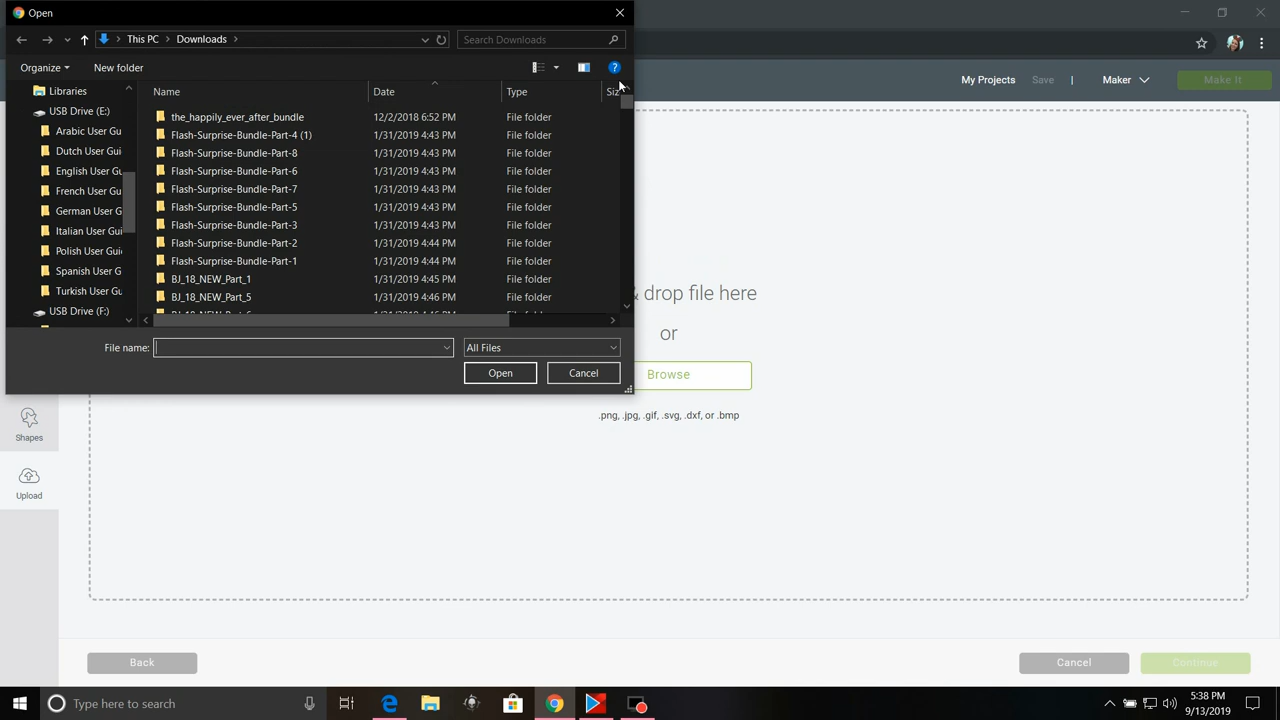 Open
This PC > Downloads >
Search Downloads
Organize
New folder
?
Name
Date
Type
Siz
Libraries
USB Drive (E:)
Arabic User Gu
Dutch User Gui
English User Gu
French User Gu
German User G
Italian User Gui
Polish User Gui
Spanish User G
Turkish User Gu
USB Drive (F:)
the_happily_ever_after_bundle 12/2/2018 6:52 PM File folder
Flash-Surprise-Bundle-Part-4 (1) 1/31/2019 4:43 PM File folder
Flash-Surprise-Bundle-Part-8 1/31/2019 4:43 PM File folder
Flash-Surprise-Bundle-Part-6 1/31/2019 4:43 PM File folder
Flash-Surprise-Bundle-Part-7 1/31/2019 4:43 PM File folder
Flash-Surprise-Bundle-Part-5 1/31/2019 4:43 PM File folder
Flash-Surprise-Bundle-Part-3 1/31/2019 4:43 PM File folder
Flash-Surprise-Bundle-Part-2 1/31/2019 4:44 PM File folder
Flash-Surprise-Bundle-Part-1 1/31/2019 4:44 PM File folder
BJ_18_NEW_Part_1 1/31/2019 4:45 PM File folder
BJ_18_NEW_Part_5 1/31/2019 4:46 PM File folder
File name:
All Files
Open
Cancel
My Projects
Save
|
Maker
Make It
& drop file here
or
Browse
.png, .jpg, .gif, .svg, .dxf, or .bmp
Shapes
Upload
Back
Cancel
Continue
Type here to search
5:38 PM
9/13/2019